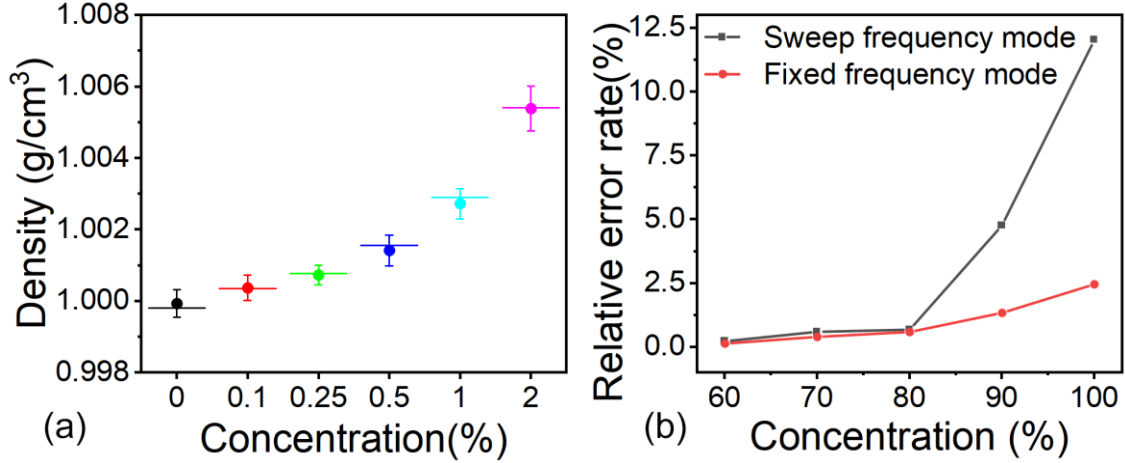 Density (g/cm³)
1.008
1.006
1.004
1.002
1.000
0.998
0 0.1 0.25 0.5 1 2
Concentration(%)
(a)
Relative error rate(%)
12.5
10.0
7.5
5.0
2.5
0.0
Sweep frequency mode
Fixed frequency mode
60 70 80 90 100
Concentration (%)
(b)